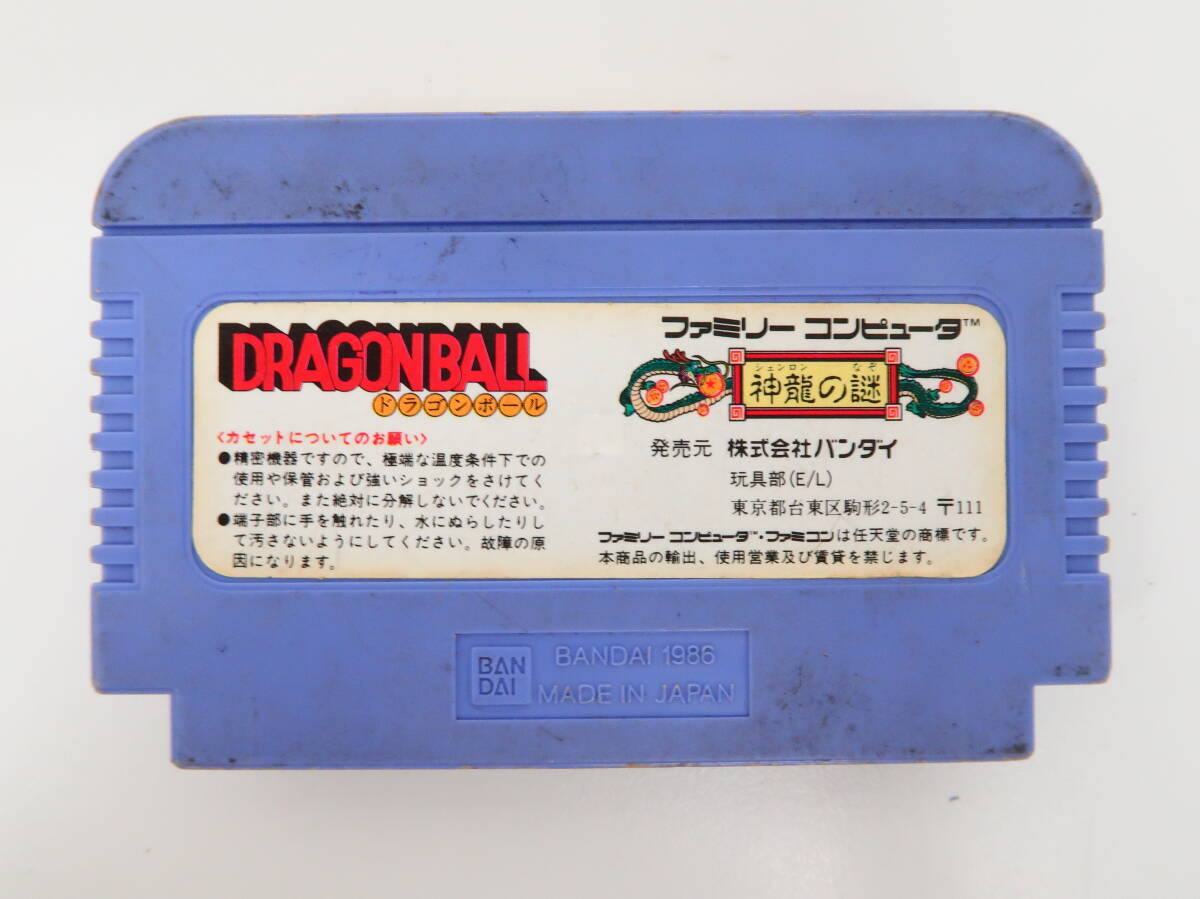 DRAGONBALL
ドラゴンボール
〈カセットについてのお願い〉
●精密機器ですので、極端な温度条件下での
使用や保管および強いショックをさけてく
ださい。また絶対に分解しないでください。
●端子部に手を触れたり、水にぬらしたりし
て汚さないようにしてください。故障の原
因になります。
ファミリー コンピュータ™
シェンロン なぞ
神龍の謎
発売元 株式会社バンダイ
玩具部(E/L)
東京都台東区駒形2-5-4 〒111
ファミリー コンピュータ™・ファミコンは任天堂の商標です。
本商品の輸出、使用営業及び賃貸を禁じます。
BAN
DAI
BANDAI 1986
MADE IN JAPAN